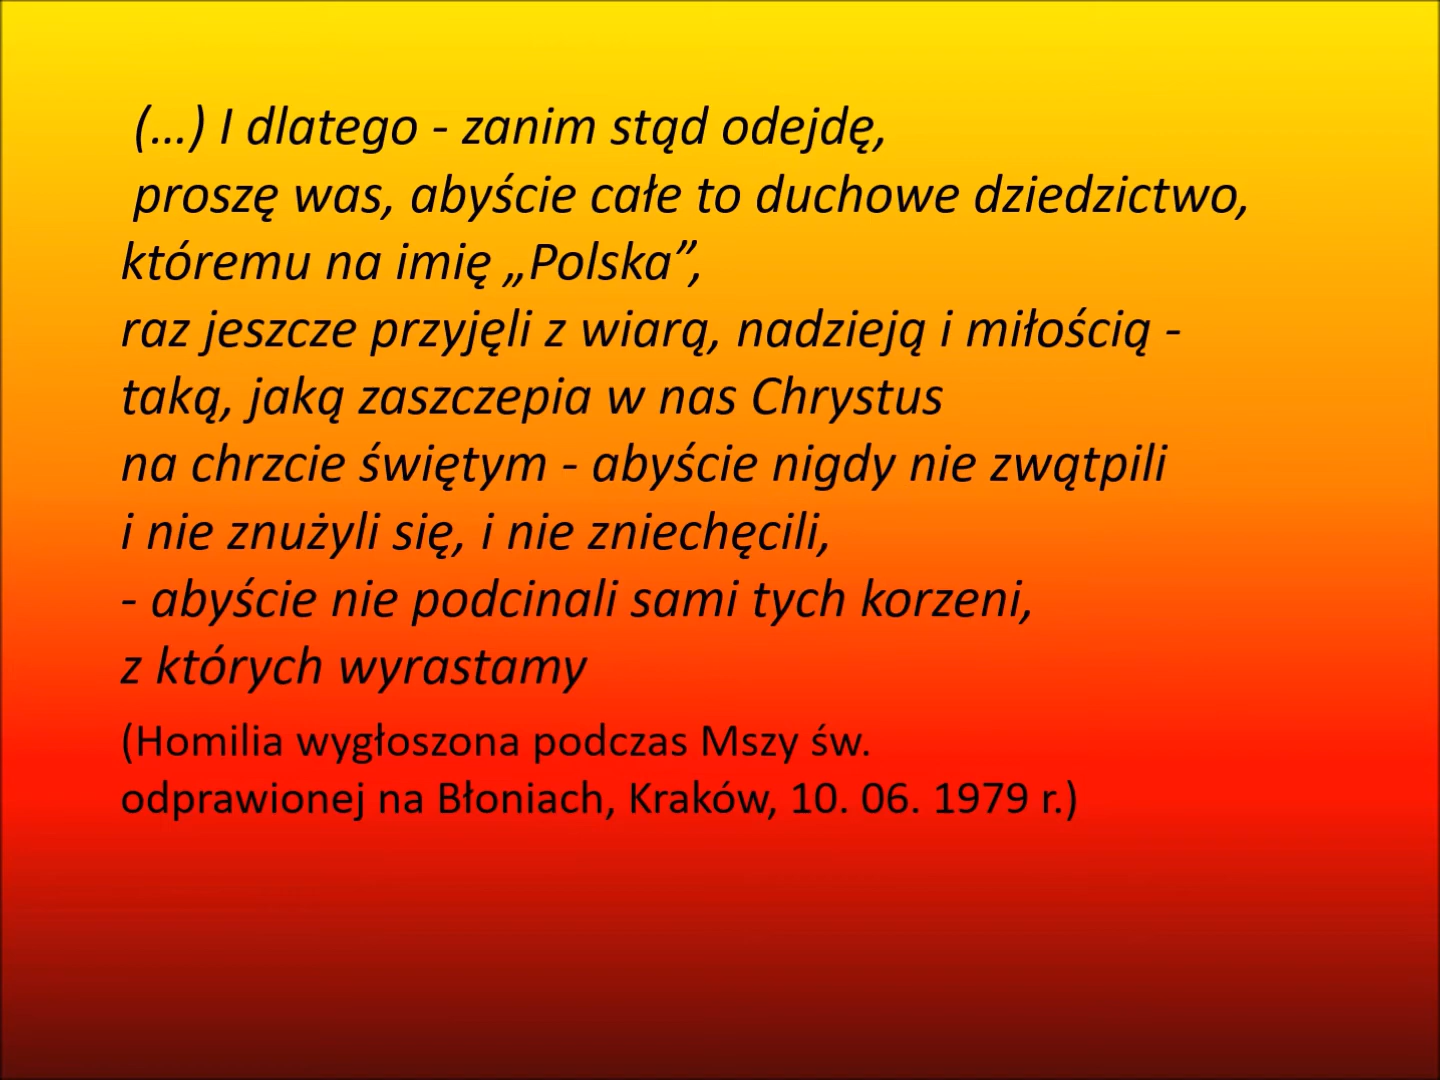 (...) I dlatego - zanim stąd odejdę,
proszę was, abyście całe to duchowe dziedzictwo,
któremu na imię „Polska”,
raz jeszcze przyjęli z wiarą, nadzieją i miłością -
taką, jaką zaszczepia w nas Chrystus
na chrzcie świętym - abyście nigdy nie zwątpili
i nie znużyli się, i nie zniechęcili,
- abyście nie podcinali sami tych korzeni,
z których wyrastamy
(Homilia wygłoszona podczas Mszy św.
odprawionej na Błoniach, Kraków, 10. 06. 1979 r.)